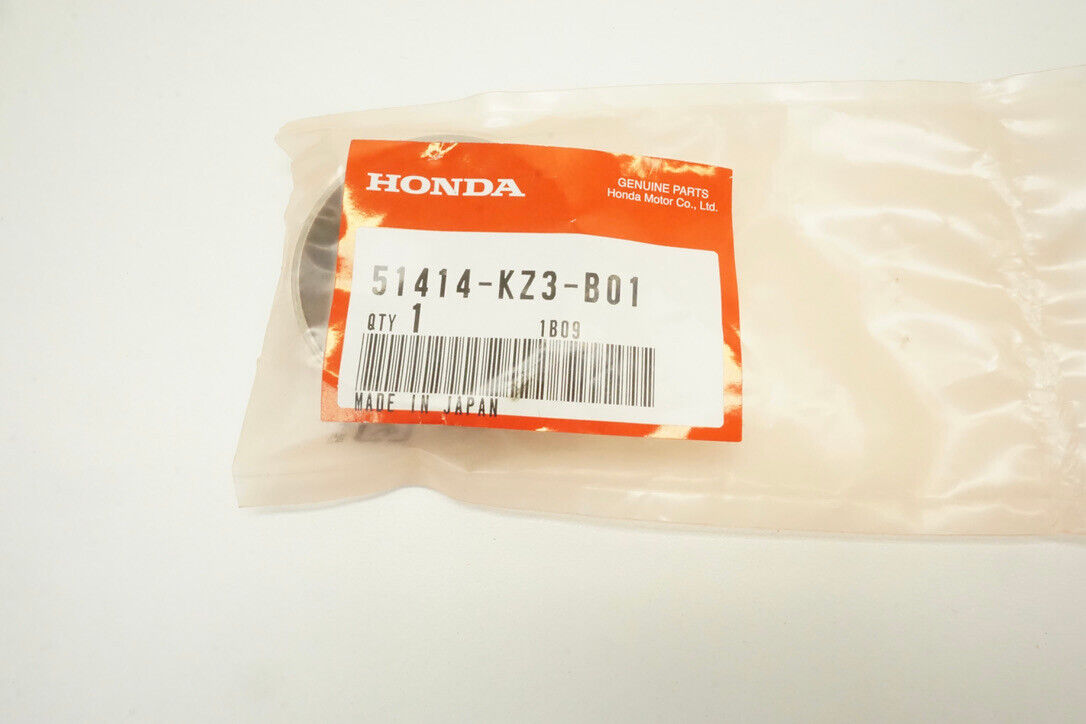 HONDA
GENUINE PARTS
Honda Motor Co., Ltd.
51414-KZ3-B01
QTY 1 1B09
MADE IN JAPAN